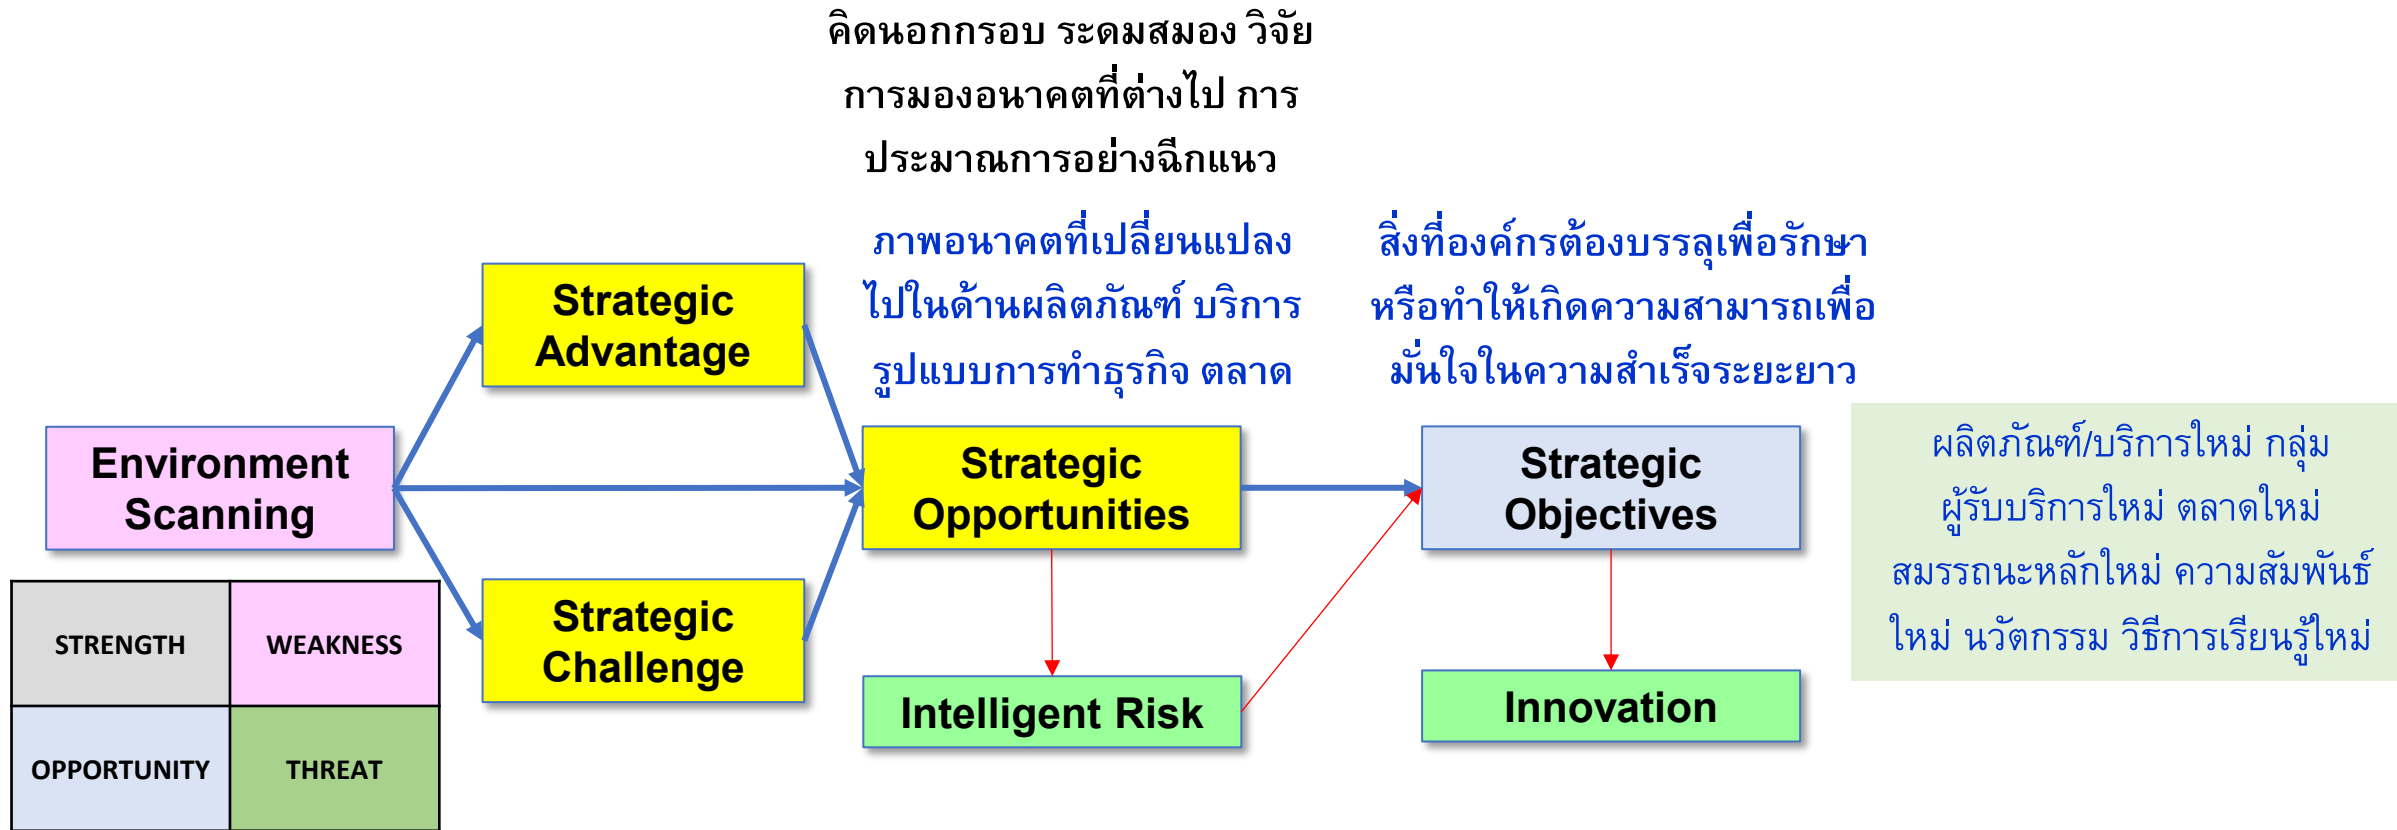 คิดนอกกรอบ ระดมสมอง วิจัย
การมองอนาคตที่ต่างไป การ
ประมาณการอย่างฉีกแนว
ภาพอนาคตที่เปลี่ยนแปลง
ไปในด้านผลิตภัณฑ์ บริการ
รูปแบบการทำธุรกิจ ตลาด
สิ่งที่องค์กรต้องบรรลุเพื่อรักษา
หรือทำให้เกิดความสามารถเพื่อ
มั่นใจในความสำเร็จระยะยาว
Strategic
Advantage
Environment
Scanning
Strategic
Opportunities
Strategic
Objectives
ผลิตภัณฑ์/บริการใหม่ กลุ่ม
ผู้รับบริการใหม่ ตลาดใหม่
สมรรถนะหลักใหม่ ความสัมพันธ์
ใหม่ นวัตกรรม วิธีการเรียนรู้ใหม่
Strategic
Challenge
STRENGTH
WEAKNESS
OPPORTUNITY
THREAT
Intelligent Risk
Innovation